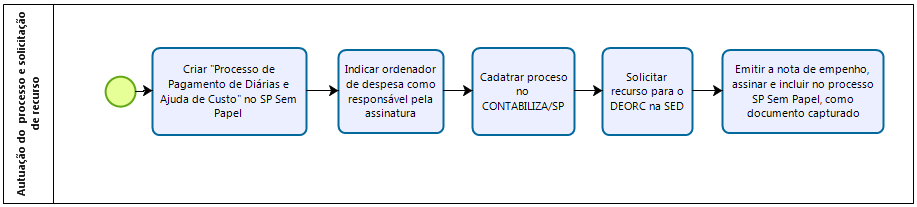 Autuação do processo e solicitação
de recurso
Criar "Processo de
Pagamento de Diárias e
Ajuda de Custo" no SP Sem
Papel
Indicar ordenador
de despesa como
responsável pela
assinatura
Cadatrar proceso
no
CONTABILIZA/SP
Solicitar
recurso para o
DEORC na SED
Emitir a nota de empenho,
assinar e incluir no processo
SP Sem Papel, como
documento capturado